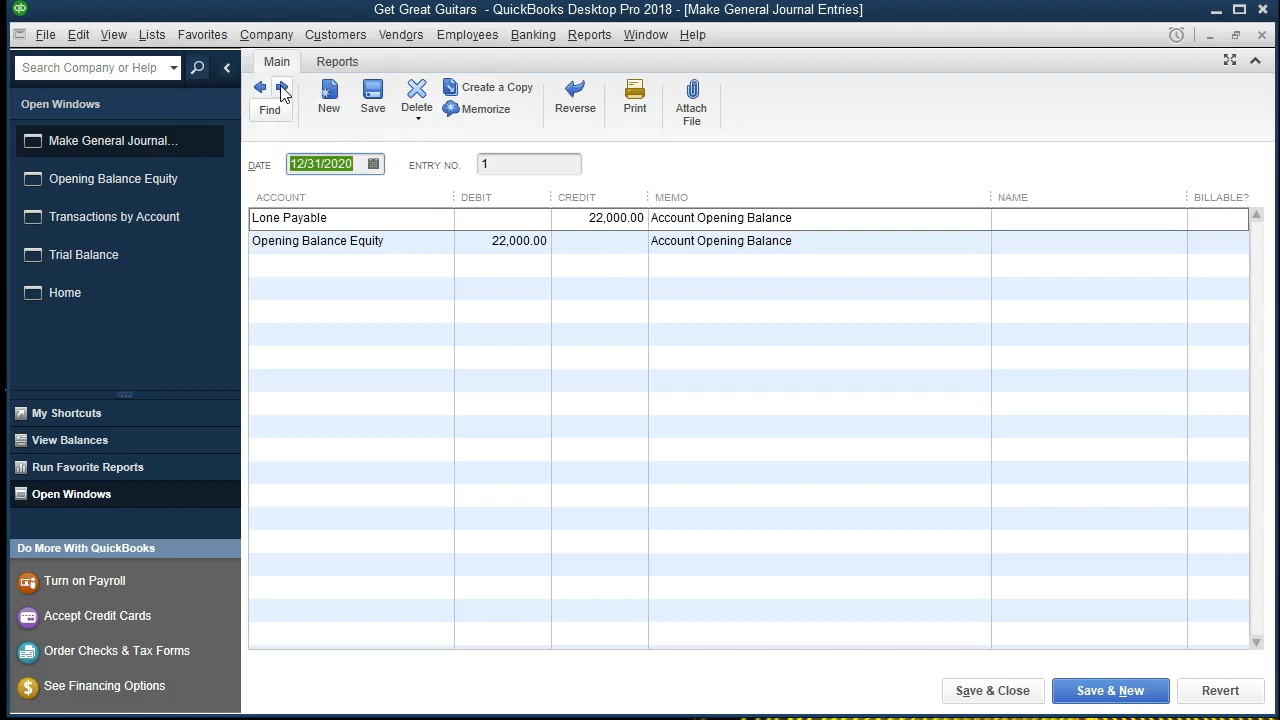 qb Get Great Guitars - QuickBooks Desktop Pro 2018 - [Make General Journal Entries]
File Edit View Lists Favorites Company Customers Vendors Employees Banking Reports Window Help
Search Company or Help
Main Reports
Find
New
Save
Delete
Create a Copy
Memorize
Reverse
Print
Attach
File
Open Windows
Make General Journal...
Opening Balance Equity
Transactions by Account
Trial Balance
Home
DATE 12/31/2020 ENTRY NO. 1
ACCOUNT DEBIT CREDIT MEMO NAME BILLABLE?
Lone Payable 22,000.00 Account Opening Balance
Opening Balance Equity 22,000.00 Account Opening Balance
My Shortcuts
View Balances
Run Favorite Reports
Open Windows
Do More With QuickBooks
Turn on Payroll
Accept Credit Cards
Order Checks & Tax Forms
$ See Financing Options
Save & Close Save & New Revert